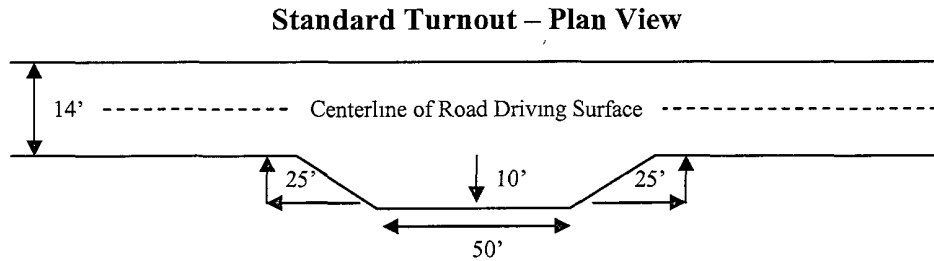 Standard Turnout – Plan View
14’
Centerline of Road Driving Surface
25’
10’
25’
50’